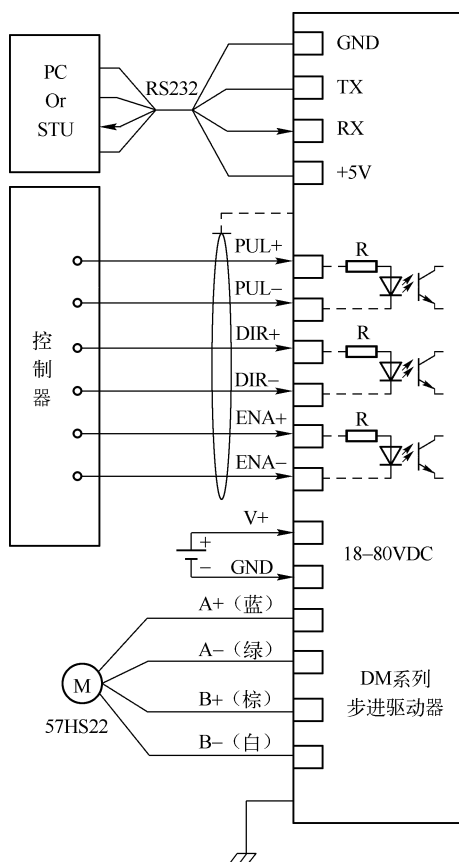 PC
Or
STU
RS232
GND
TX
RX
+5V
控制器
PUL+
PUL−
DIR+
DIR−
ENA+
ENA−
R
R
R
V+
+
−
GND
18−80VDC
A+（蓝）
A−（绿）
B+（棕）
B−（白）
M
57HS22
DM系列
步进驱动器